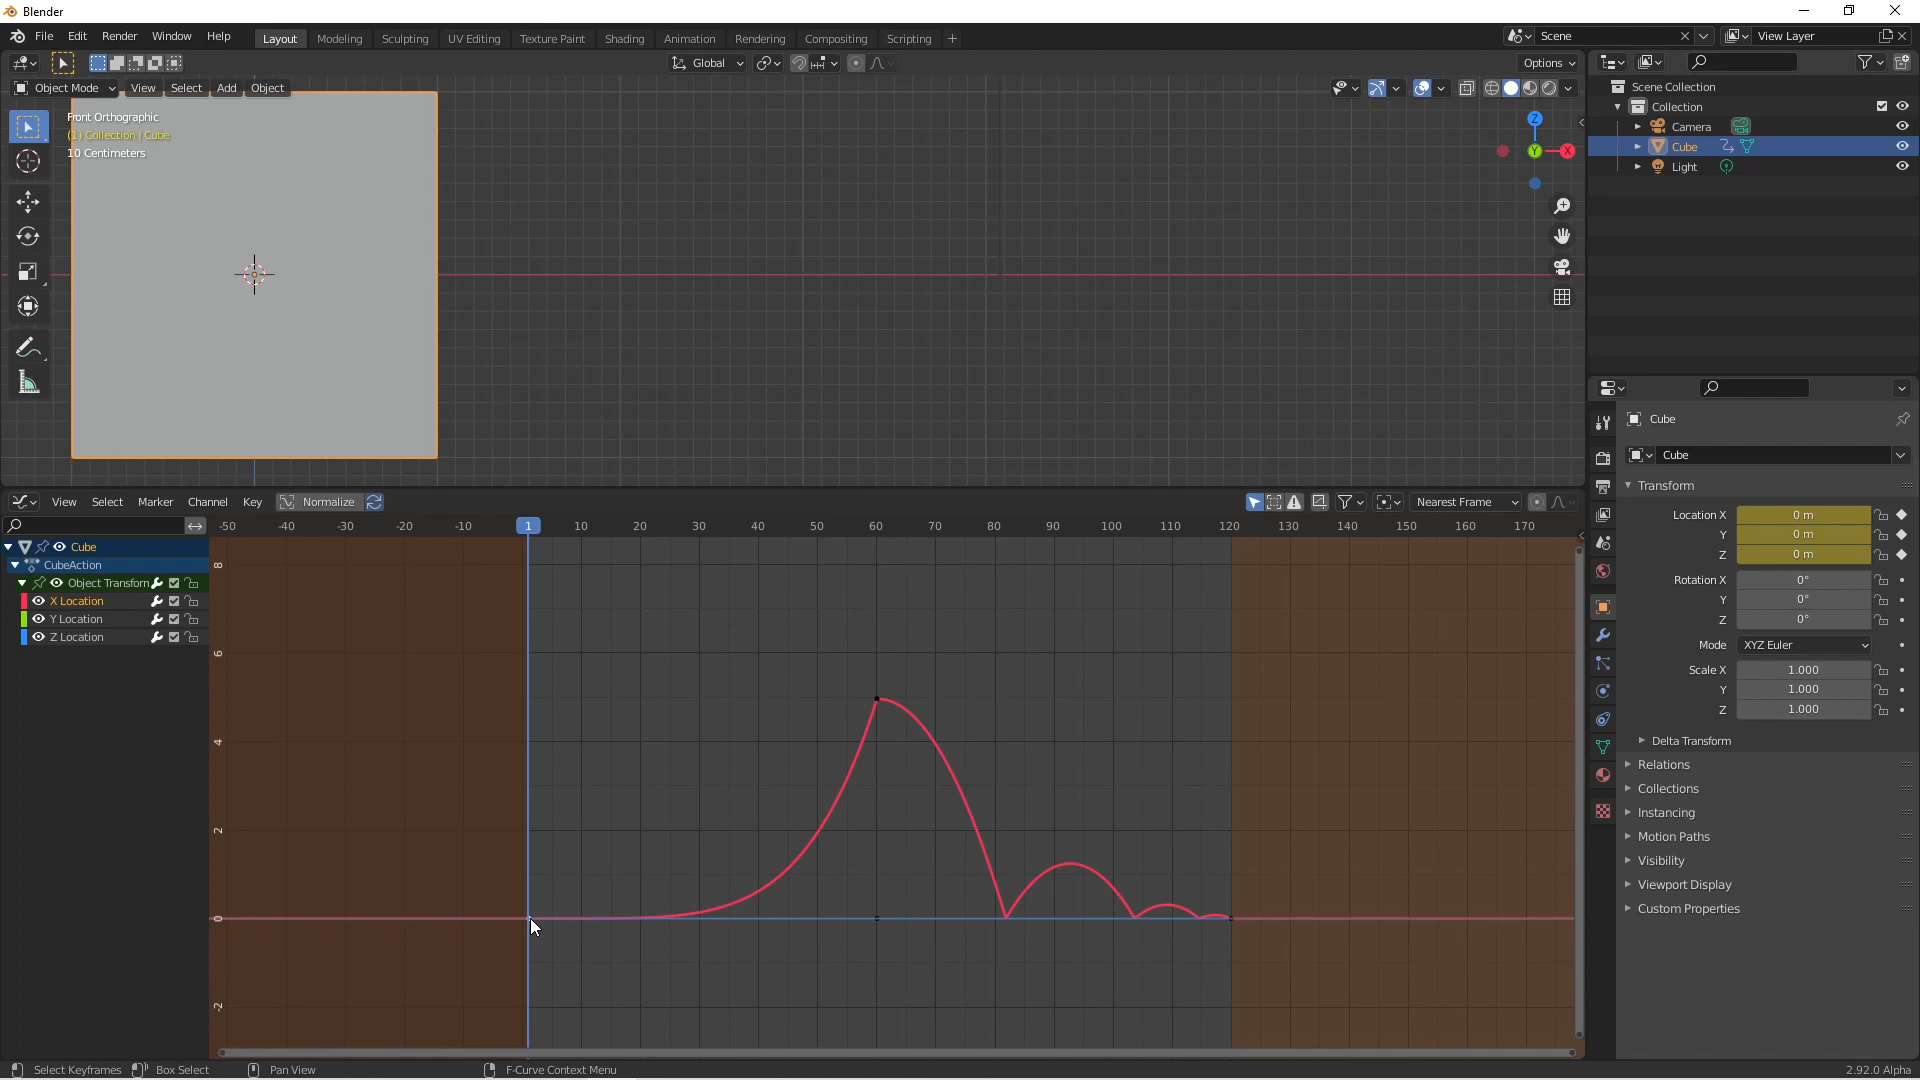 Blender
File Edit Render Window Help Layout Modeling Sculpting UV Editing Texture Paint Shading Animation Rendering Compositing Scripting + Scene View Layer
Global Options
Object Mode View Select Add Object
Front Orthographic
(1) Collection | Cube
10 Centimeters
Z
Y
X
Scene Collection
Collection
Camera
Cube
Light
View Select Marker Channel Key Normalize Nearest Frame
-50 -40 -30 -20 -10 1 10 20 30 40 50 60 70 80 90 100 110 120 130 140 150 160 170
Cube
CubeAction
Object Transform
X Location
Y Location
Z Location
8
6
4
2
0
-2
Cube
Cube
Transform
Location X 0 m
Y 0 m
Z 0 m
Rotation X 0°
Y 0°
Z 0°
Mode XYZ Euler
Scale X 1.000
Y 1.000
Z 1.000
Delta Transform
Relations
Collections
Instancing
Motion Paths
Visibility
Viewport Display
Custom Properties
Select Keyframes Box Select Pan View F-Curve Context Menu 2.92.0 Alpha